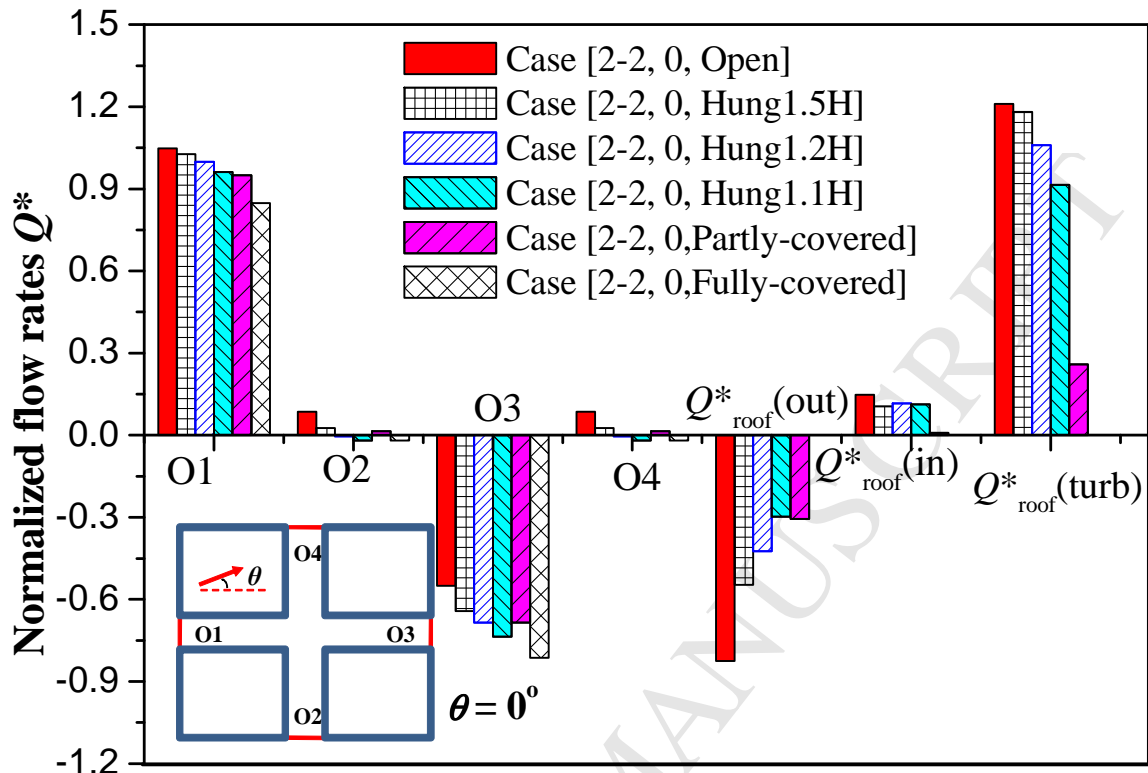 1.5
1.2
0.9
0.6
0.3
0.0
-0.3
-0.6
-0.9
-1.2
Normalized flow rates Q*
Case [2-2, 0, Open]
Case [2-2, 0, Hung1.5H]
Case [2-2, 0, Hung1.2H]
Case [2-2, 0, Hung1.1H]
Case [2-2, 0,Partly-covered]
Case [2-2, 0,Fully-covered]
O1
O2
O3
O4
Q*roof(out)
Q*roof(in)
Q*roof(turb)
O4
θ
O1
O3
O2
θ = 0°
MANUSCRIPT